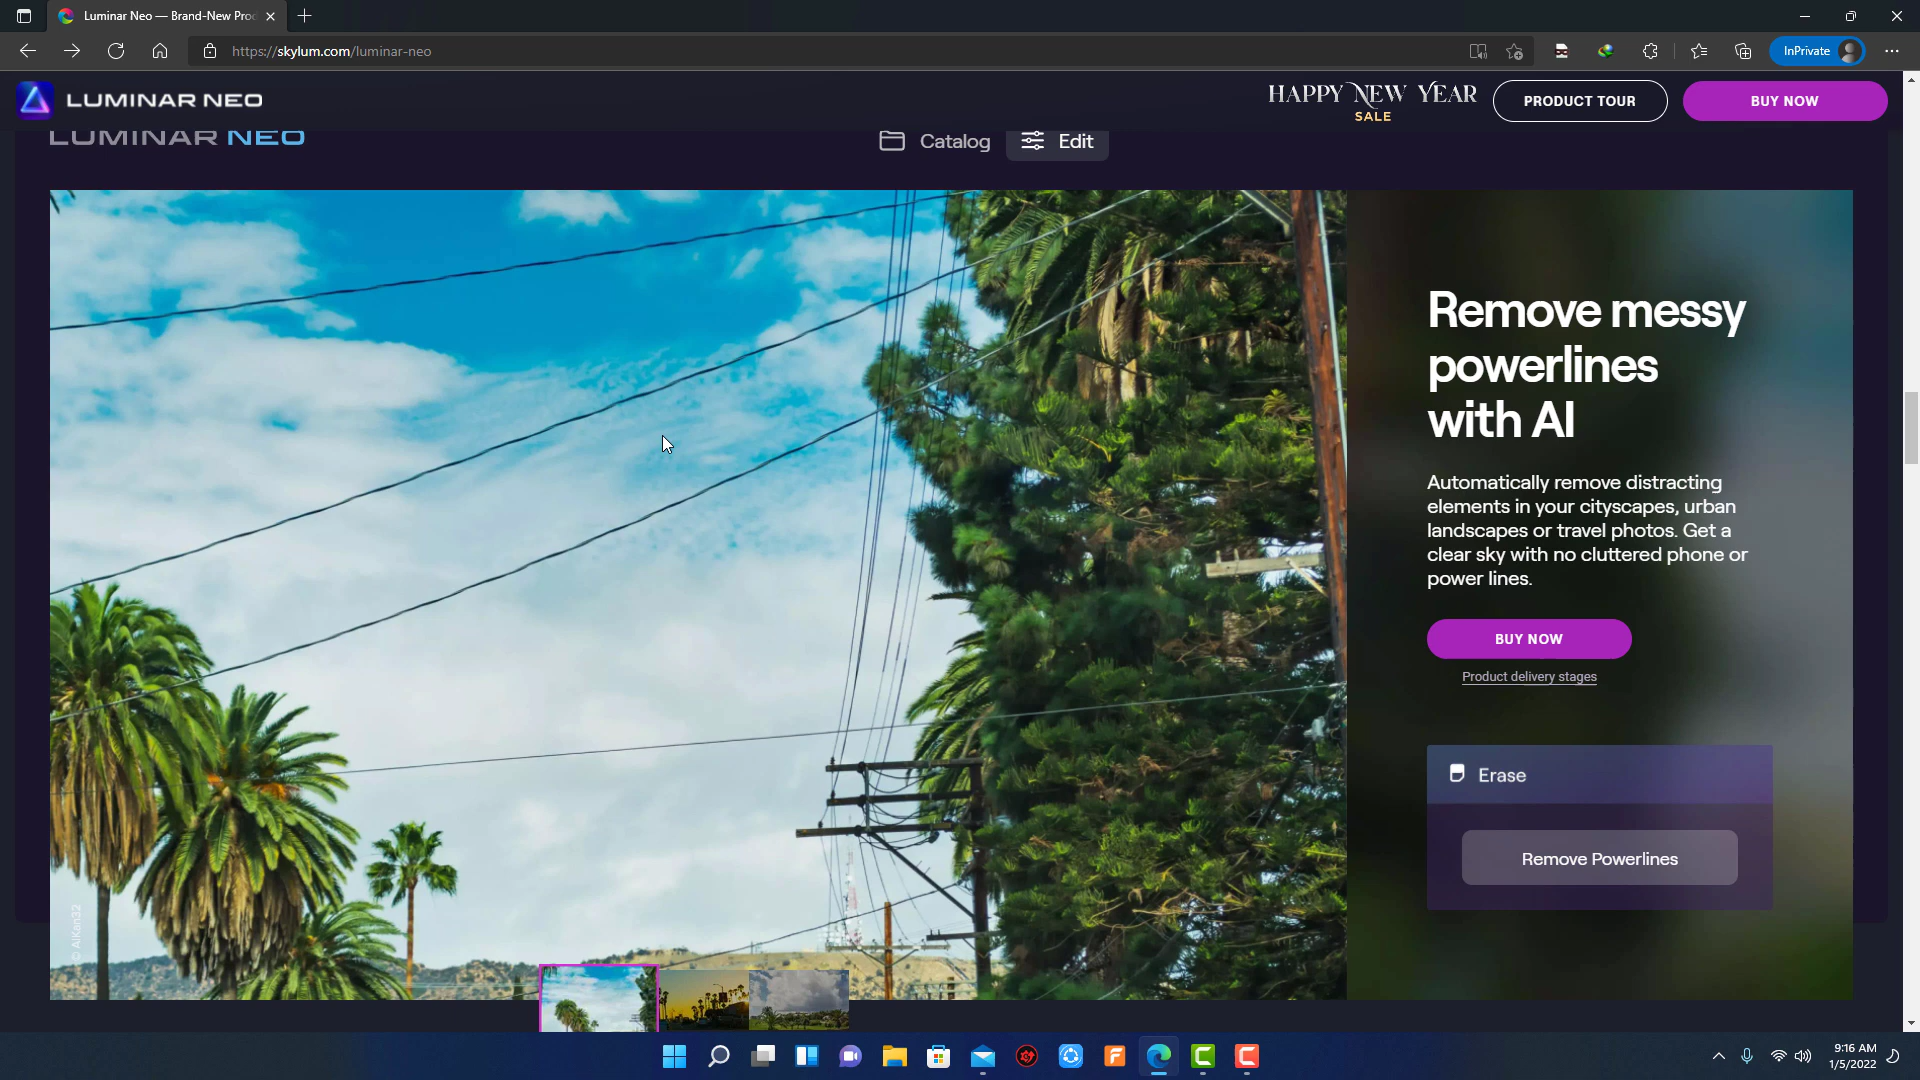 Luminar Neo — Brand-New Pro
https://skylum.com/luminar-neo
InPrivate
LUMINAR NEO
HAPPY NEW YEAR
SALE
PRODUCT TOUR
BUY NOW
LUMINAR NEO
Catalog
Edit
Remove messy
powerlines
with AI
Automatically remove distracting
elements in your cityscapes, urban
landscapes or travel photos. Get a
clear sky with no cluttered phone or
power lines.
BUY NOW
Product delivery stages
Erase
Remove Powerlines
© AlKan32
9:16 AM
1/5/2022